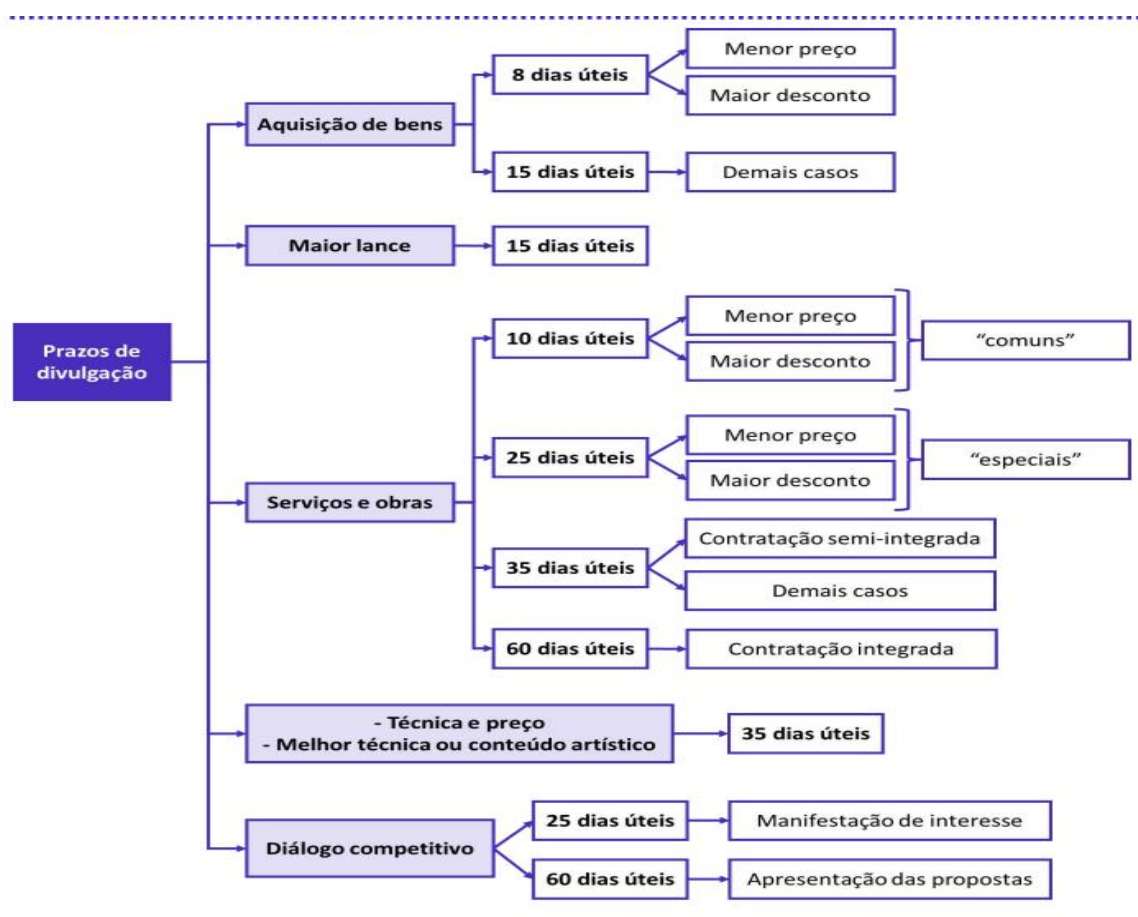 Prazos de
divulgação
Aquisição de bens
8 dias úteis
Menor preço
Maior desconto
15 dias úteis
Demais casos
Maior lance
15 dias úteis
Serviços e obras
10 dias úteis
Menor preço
Maior desconto
“comuns”
25 dias úteis
Menor preço
Maior desconto
“especiais”
35 dias úteis
Contratação semi-integrada
Demais casos
60 dias úteis
Contratação integrada
- Técnica e preço
- Melhor técnica ou conteúdo artístico
35 dias úteis
Diálogo competitivo
25 dias úteis
Manifestação de interesse
60 dias úteis
Apresentação das propostas